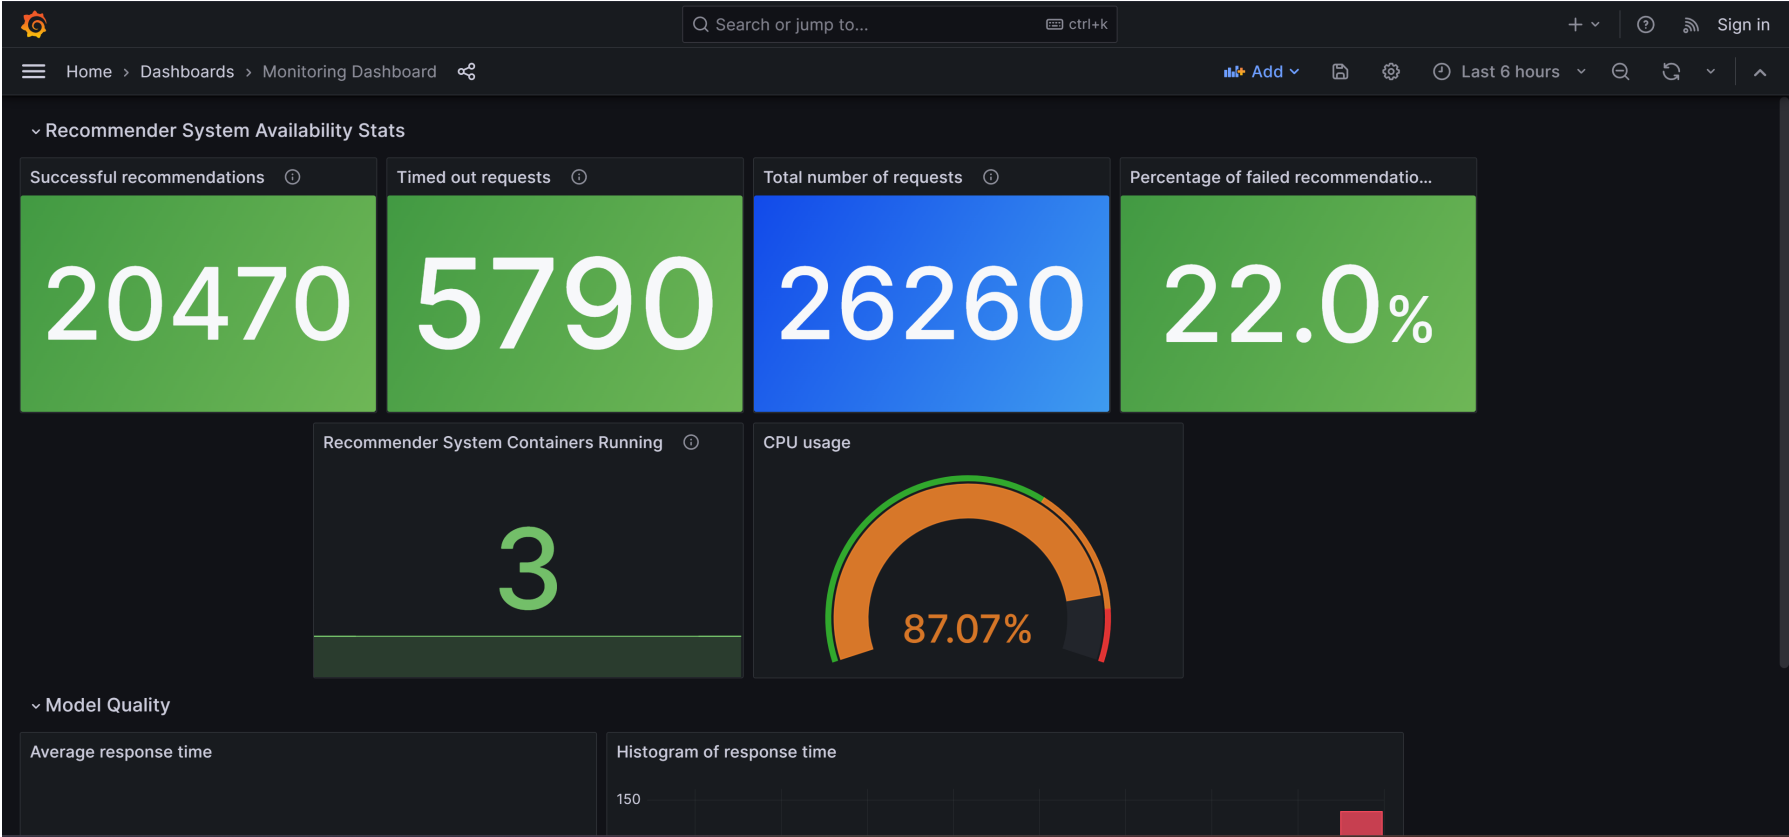 Search or jump to...
ctrl+k
Sign in
Home
Dashboards
Monitoring Dashboard
Add
Last 6 hours
Recommender System Availability Stats
Successful recommendations
Timed out requests
Total number of requests
Percentage of failed recommendatio...
20470
5790
26260
22.0%
Recommender System Containers Running
CPU usage
3
87.07%
Model Quality
Average response time
Histogram of response time
150